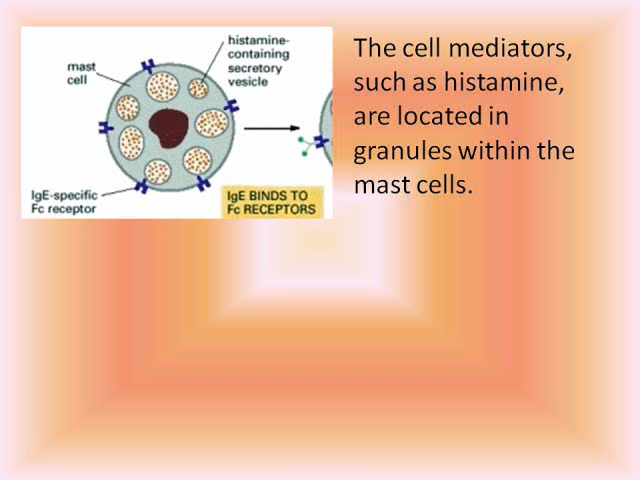 mast
cell
histamine-
containing
secretory
vesicle
IgE-specific
Fc receptor
IgE BINDS TO
Fc RECEPTORS
The cell mediators,
such as histamine,
are located in
granules within the
mast cells.